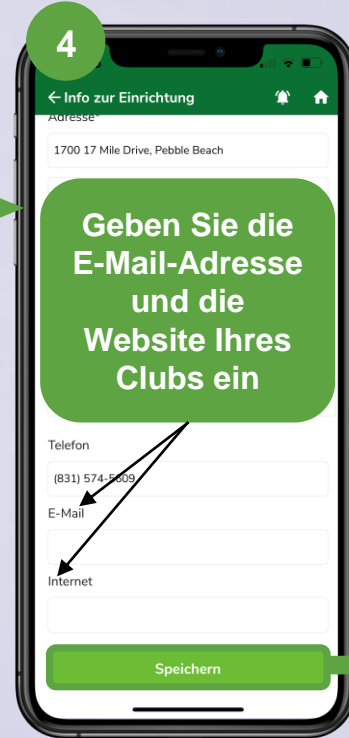 4
Info zur Einrichtung
Adresse*
1700 17 Mile Drive, Pebble Beach
Geben Sie die
E-Mail-Adresse
und die
Website Ihres
Clubs ein
Telefon
(831) 574-5609
E-Mail
Internet
Speichern